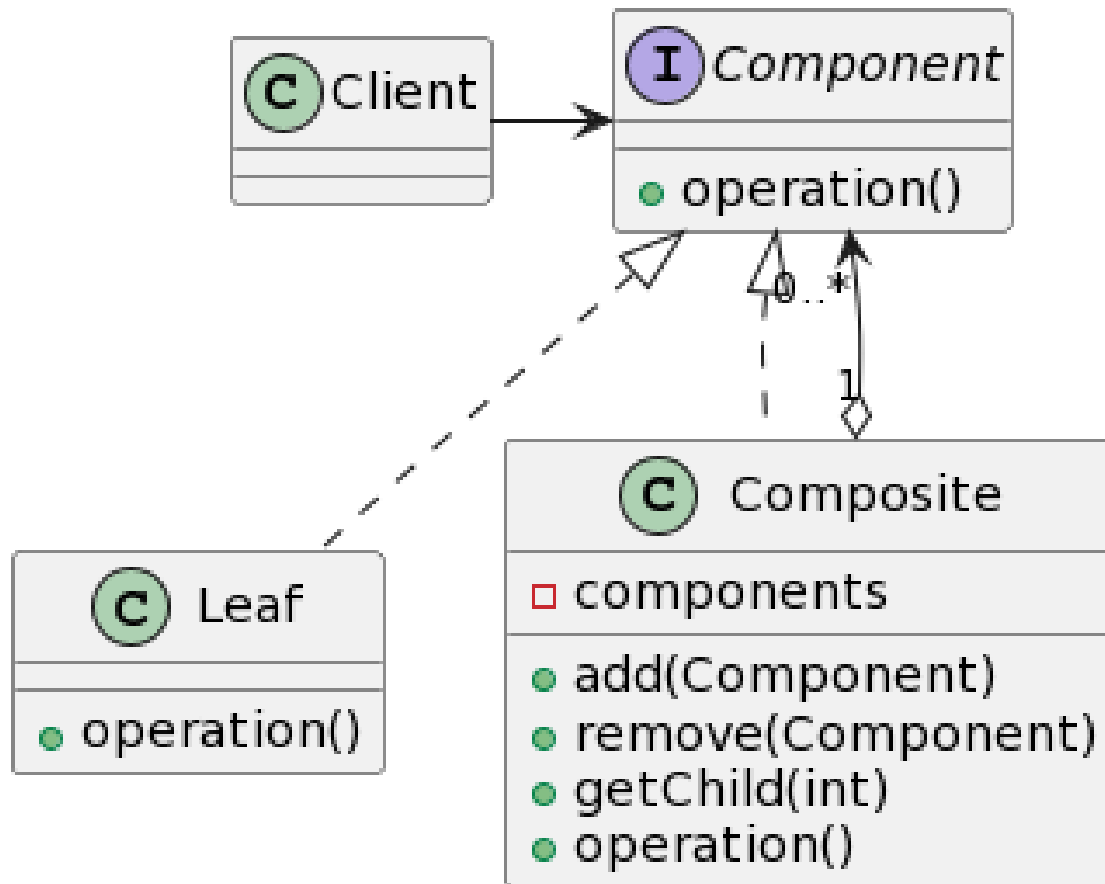 C Client
I Component
operation()
0..*
1
C Composite
components
add(Component)
remove(Component)
getChild(int)
operation()
C Leaf
operation()